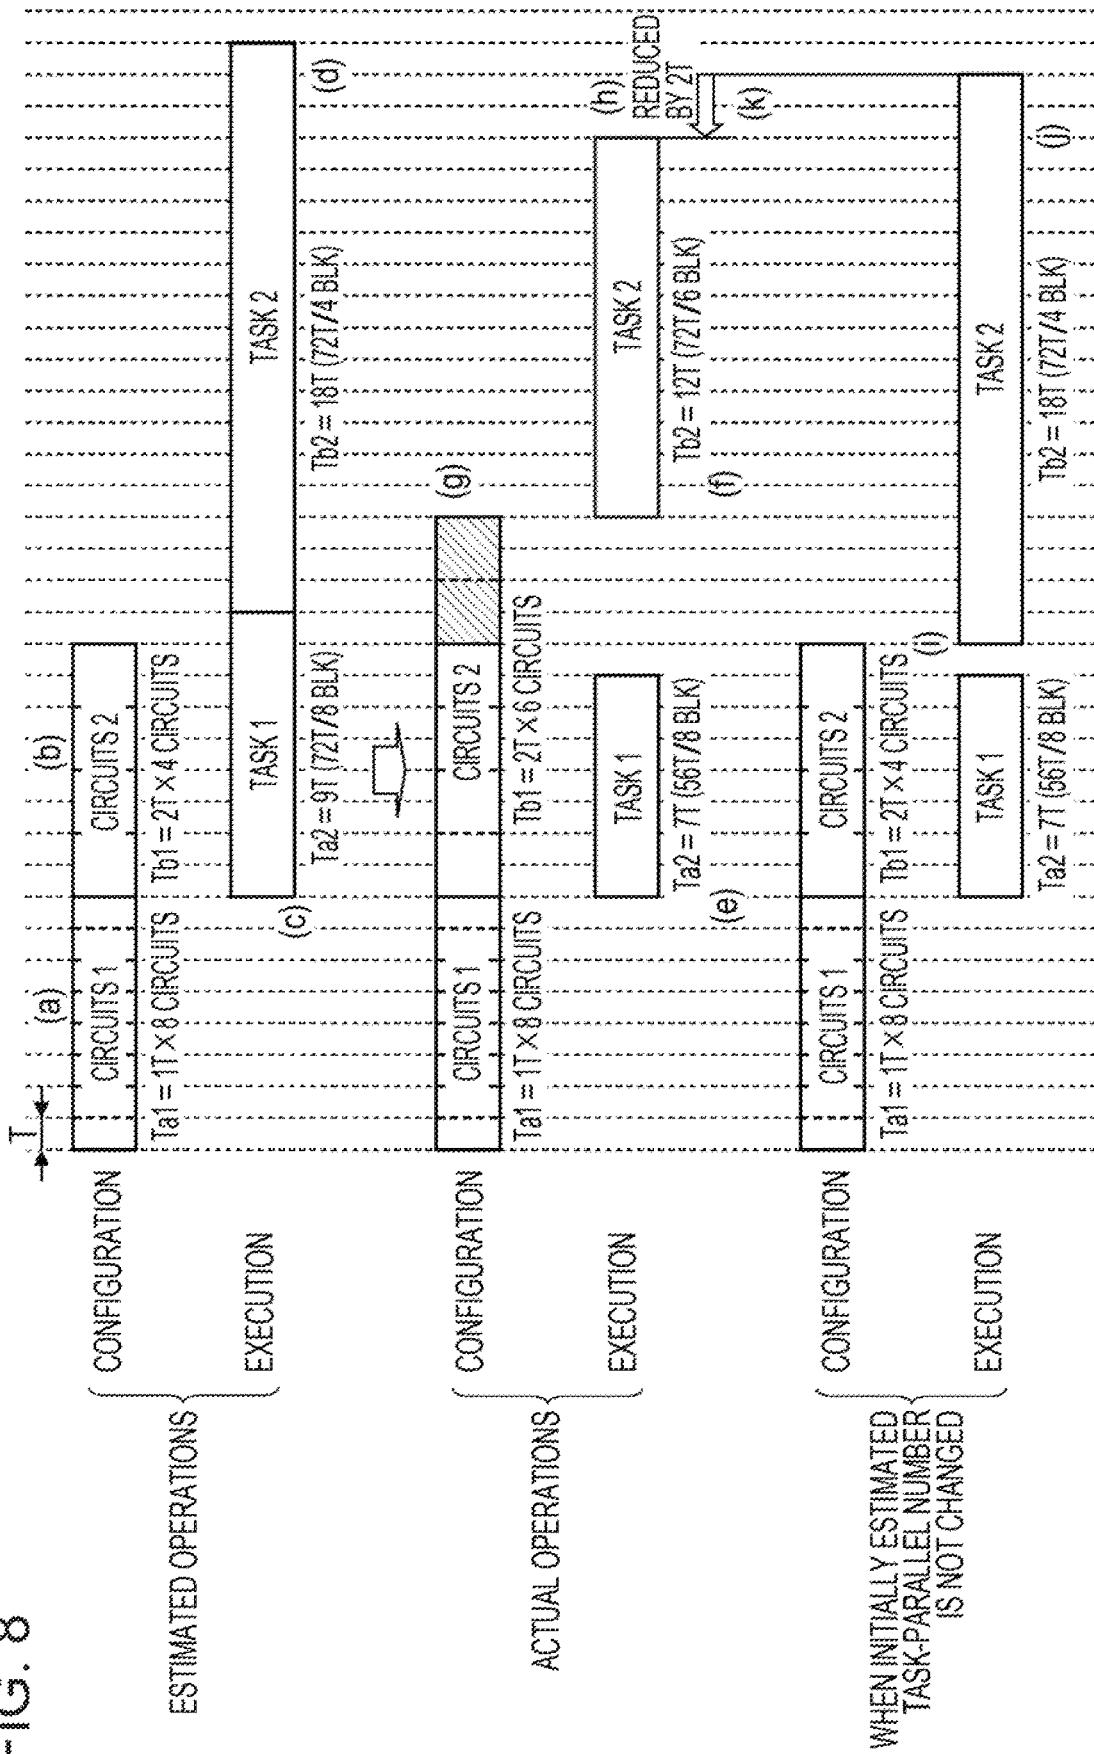 FIG. 8
T
ESTIMATED OPERATIONS
CONFIGURATION
(a)
(b)
CIRCUITS 1
CIRCUITS 2
Ta1 = 1T × 8 CIRCUITS
Tb1 = 2T × 4 CIRCUITS
EXECUTION
TASK 1
TASK 2
(c)
Ta2 = 9T (72T/8 BLK)
Tb2 = 18T (72T/4 BLK)
(d)
ACTUAL OPERATIONS
CONFIGURATION
CIRCUITS 1
CIRCUITS 2
(g)
Ta1 = 1T × 8 CIRCUITS
Tb1 = 2T × 6 CIRCUITS
EXECUTION
TASK 1
TASK 2
(h)
REDUCED
BY 2T
Ta2 = 7T (56T/8 BLK)
Tb2 = 12T (72T/6 BLK)
(e)
(f)
(k)
WHEN INITIALLY ESTIMATED
TASK-PARALLEL NUMBER
IS NOT CHANGED
CONFIGURATION
CIRCUITS 1
CIRCUITS 2
Ta1 = 1T × 8 CIRCUITS
Tb1 = 2T × 4 CIRCUITS
(i)
EXECUTION
TASK 1
TASK 2
Ta2 = 7T (56T/8 BLK)
Tb2 = 18T (72T/4 BLK)
(j)